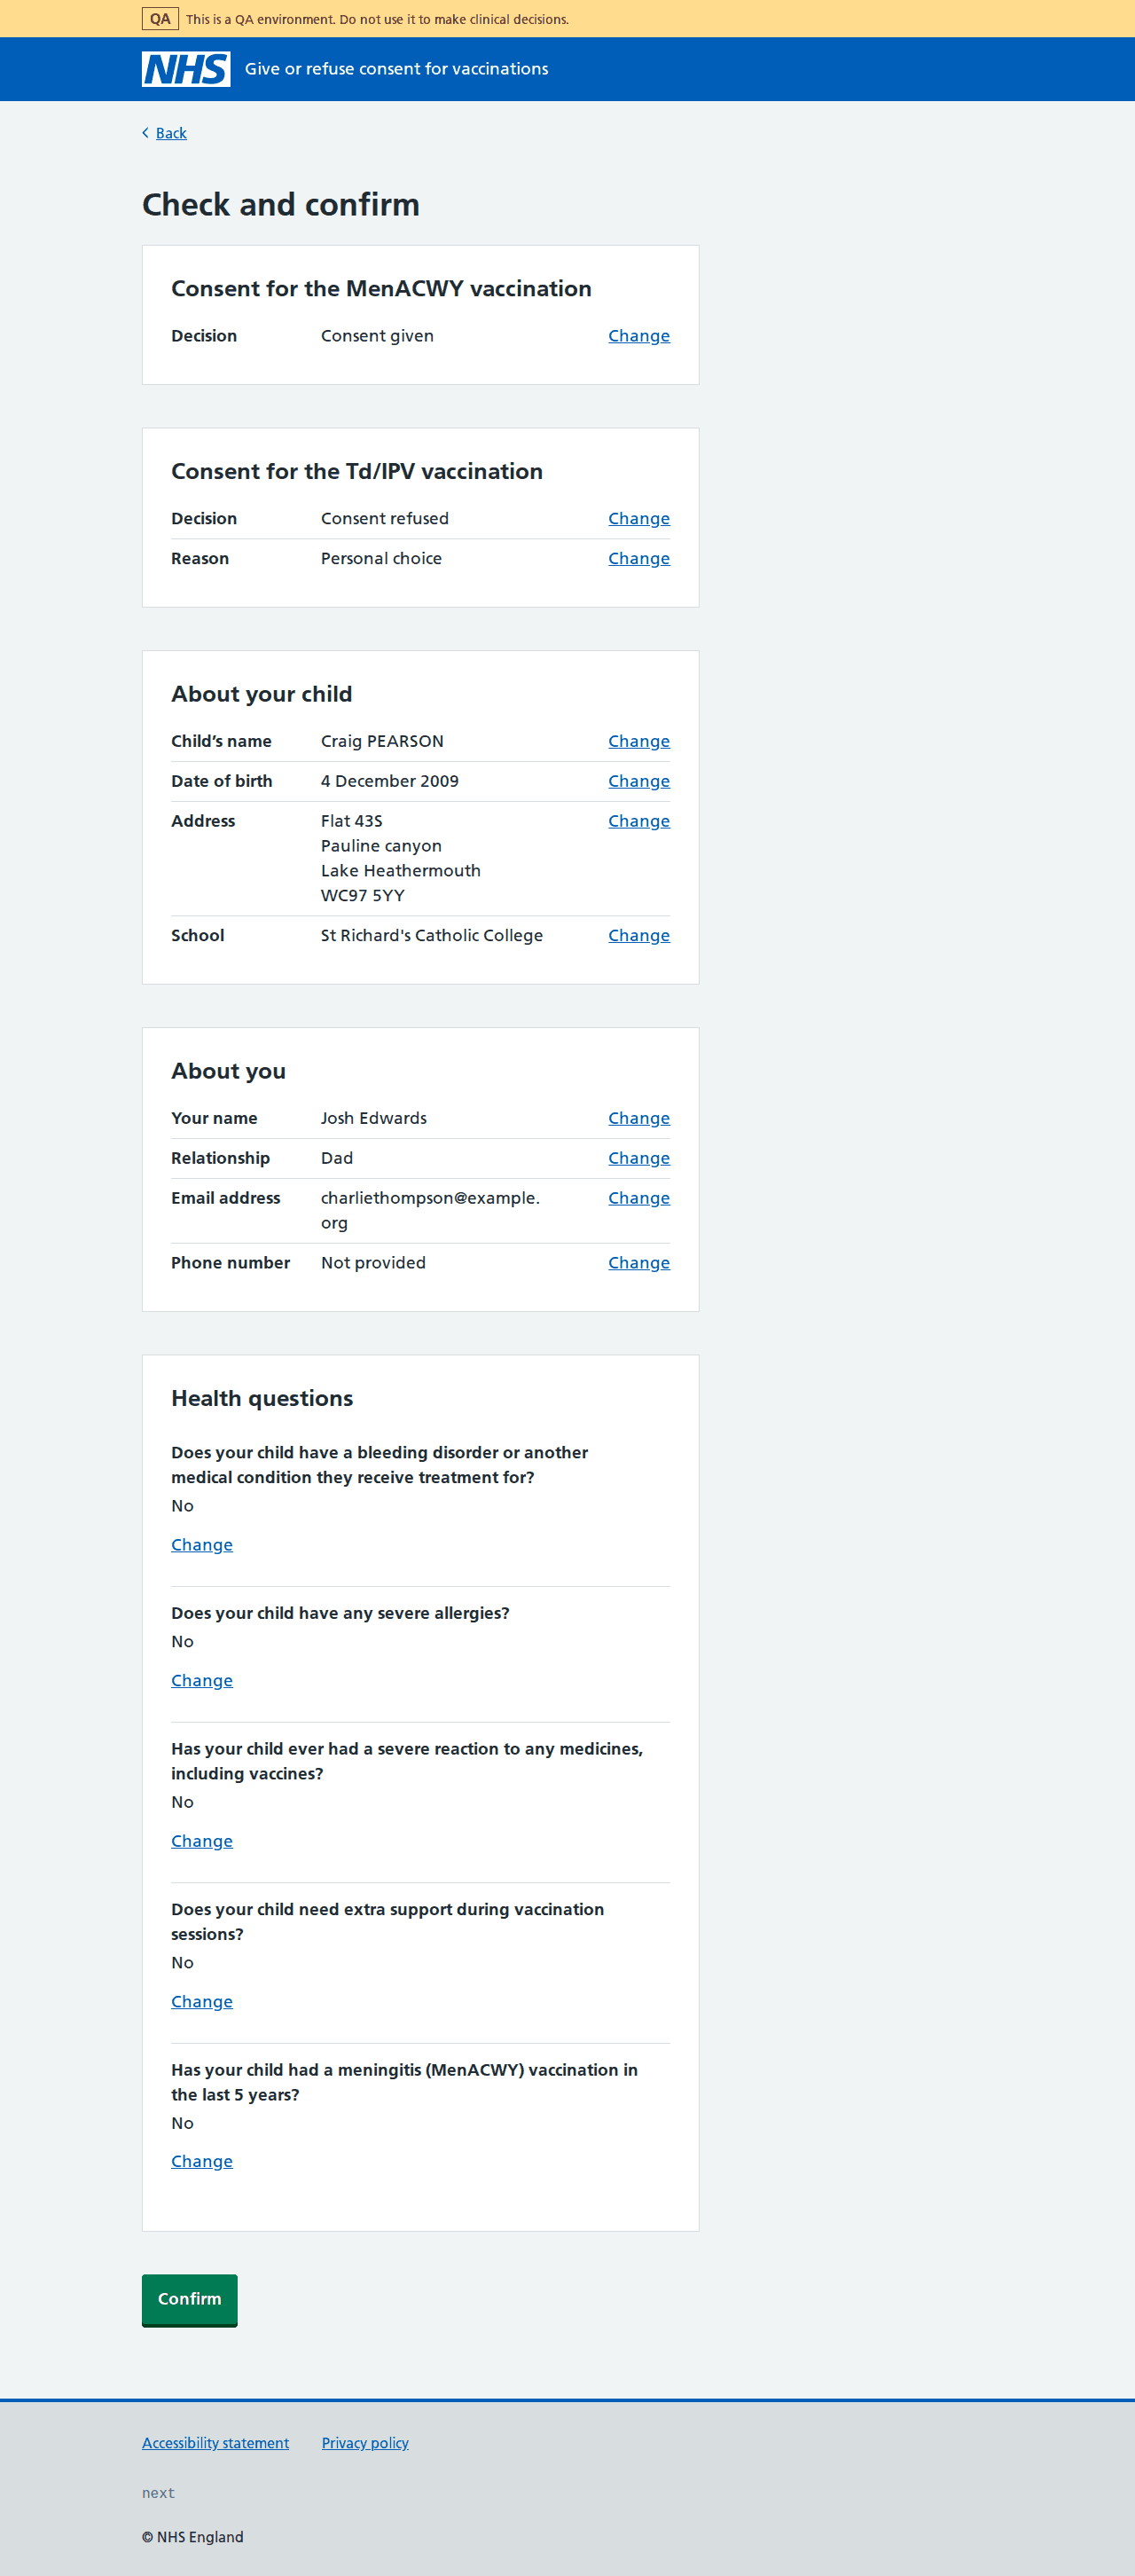 QA This is a QA environment. Do not use it to make clinical decisions.
NHS Give or refuse consent for vaccinations
Back
Check and confirm
Consent for the MenACWY vaccination
Decision Consent given Change
Consent for the Td/IPV vaccination
Decision Consent refused Change
Reason Personal choice Change
About your child
Child’s name Craig PEARSON Change
Date of birth 4 December 2009 Change
Address Flat 43S Change
Pauline canyon
Lake Heathermouth
WC97 5YY
School St Richard's Catholic College Change
About you
Your name Josh Edwards Change
Relationship Dad Change
Email address charliethompson@example. Change
org
Phone number Not provided Change
Health questions
Does your child have a bleeding disorder or another
medical condition they receive treatment for?
No
Change
Does your child have any severe allergies?
No
Change
Has your child ever had a severe reaction to any medicines,
including vaccines?
No
Change
Does your child need extra support during vaccination
sessions?
No
Change
Has your child had a meningitis (MenACWY) vaccination in
the last 5 years?
No
Change
Confirm
Accessibility statement Privacy policy
next
© NHS England